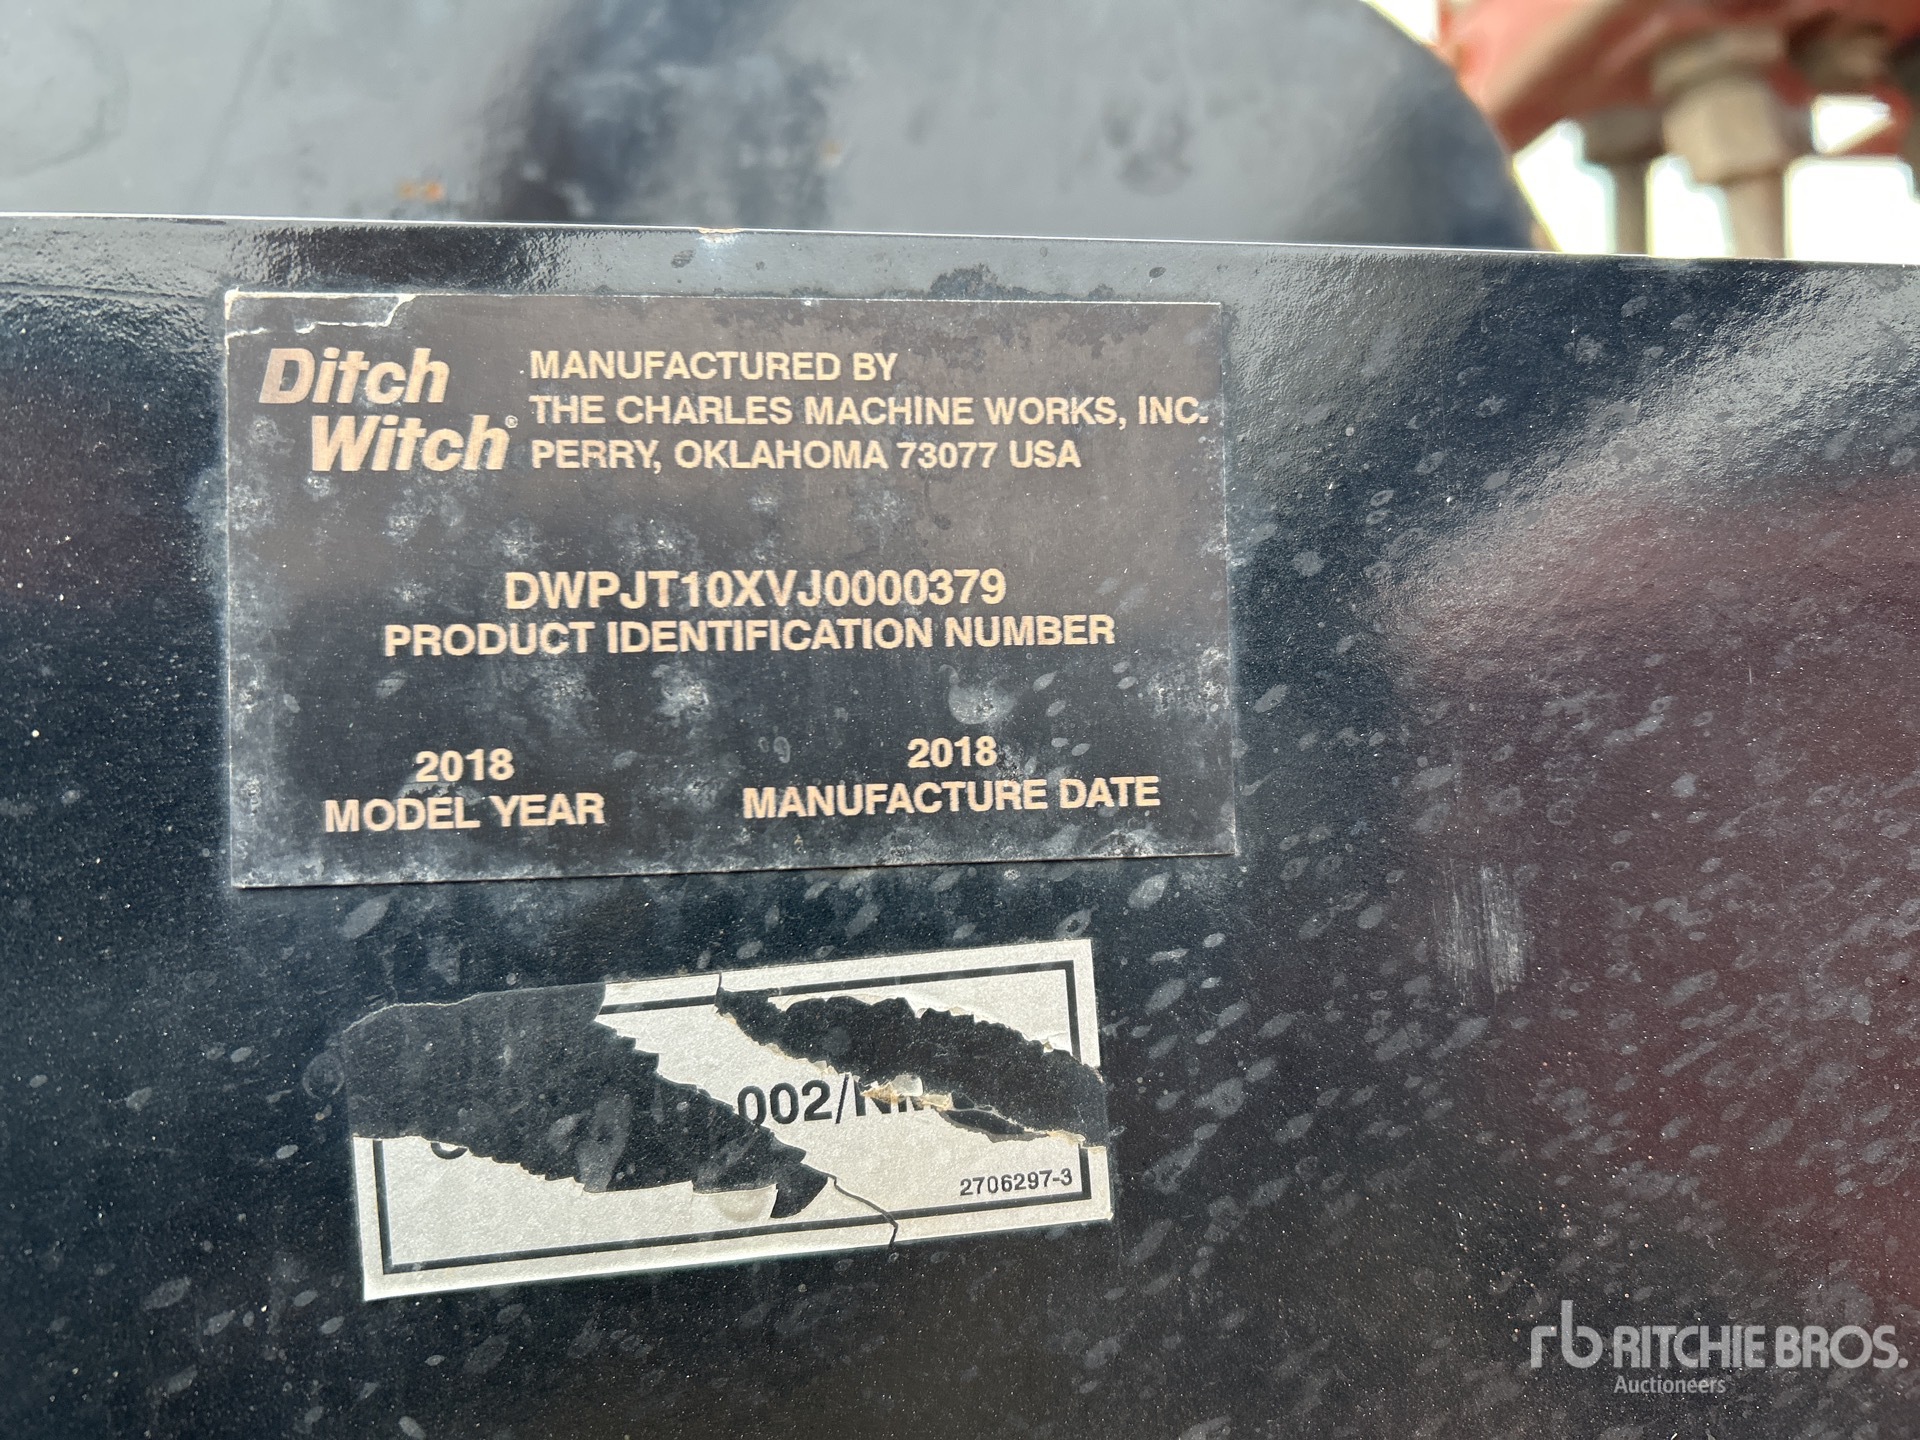 Ditch
Witch®
MANUFACTURED BY
THE CHARLES MACHINE WORKS, INC.
PERRY, OKLAHOMA 73077 USA
DWPJT10XVJ0000379
PRODUCT IDENTIFICATION NUMBER
2018
MODEL YEAR
2018
MANUFACTURE DATE
2706297-3
rb RITCHIE BROS.
Auctioneers